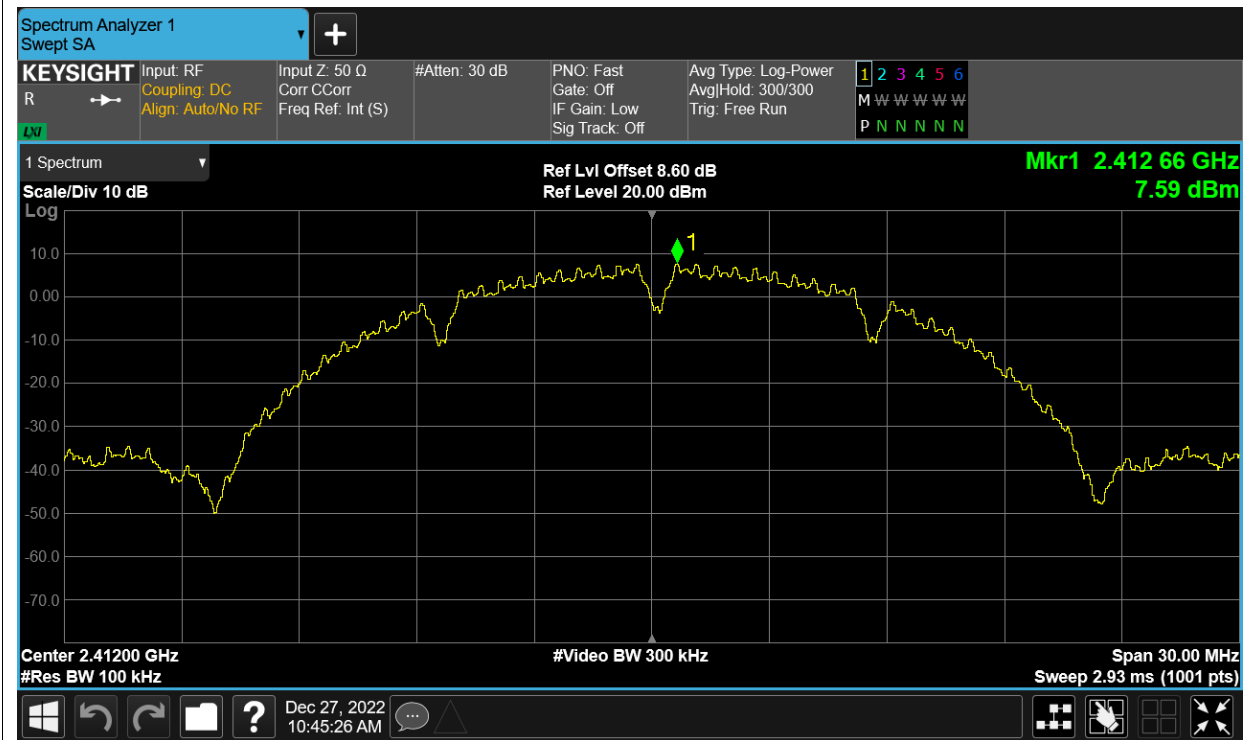 Spectrum Analyzer 1
Swept SA
▼
+
KEYSIGHT
R
LXI
Input: RF
Coupling: DC
Align: Auto/No RF
Input Z: 50 Ω
Corr CCorr
Freq Ref: Int (S)
#Atten: 30 dB
PNO: Fast
Gate: Off
IF Gain: Low
Sig Track: Off
Avg Type: Log-Power
Avg|Hold: 300/300
Trig: Free Run
1 2 3 4 5 6
M W W W W W
P N N N N N
1 Spectrum ▼
Scale/Div 10 dB
Log
Ref Lvl Offset 8.60 dB
Ref Level 20.00 dBm
Mkr1 2.412 66 GHz
7.59 dBm
1
10.0
0.00
-10.0
-20.0
-30.0
-40.0
-50.0
-60.0
-70.0
Center 2.41200 GHz
#Res BW 100 kHz
#Video BW 300 kHz
Span 30.00 MHz
Sweep 2.93 ms (1001 pts)
?
Dec 27, 2022
10:45:26 AM